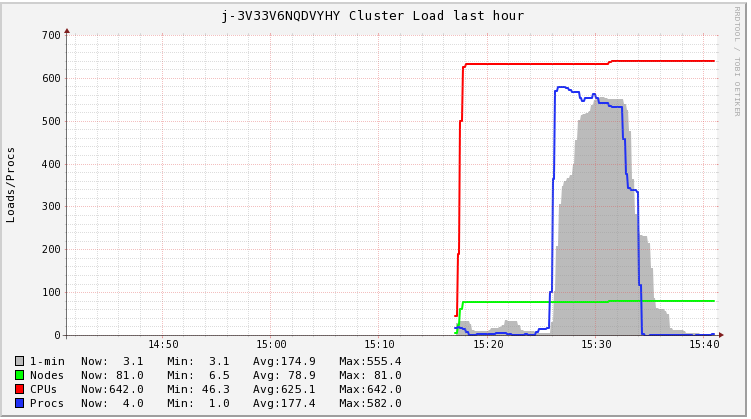 j-3V33V6NQDVYHY Cluster Load last hour
RRDTOOL / TOBI OETIKER
Loads/Procs
700
600
500
400
300
200
100
0
14:50 15:00 15:10 15:20 15:30 15:40
1-min Now: 3.1 Min: 3.1 Avg:174.9 Max:555.4
Nodes Now: 81.0 Min: 6.5 Avg: 78.9 Max: 81.0
CPUs Now:642.0 Min: 46.3 Avg:625.1 Max:642.0
Procs Now: 4.0 Min: 1.0 Avg:177.4 Max:582.0